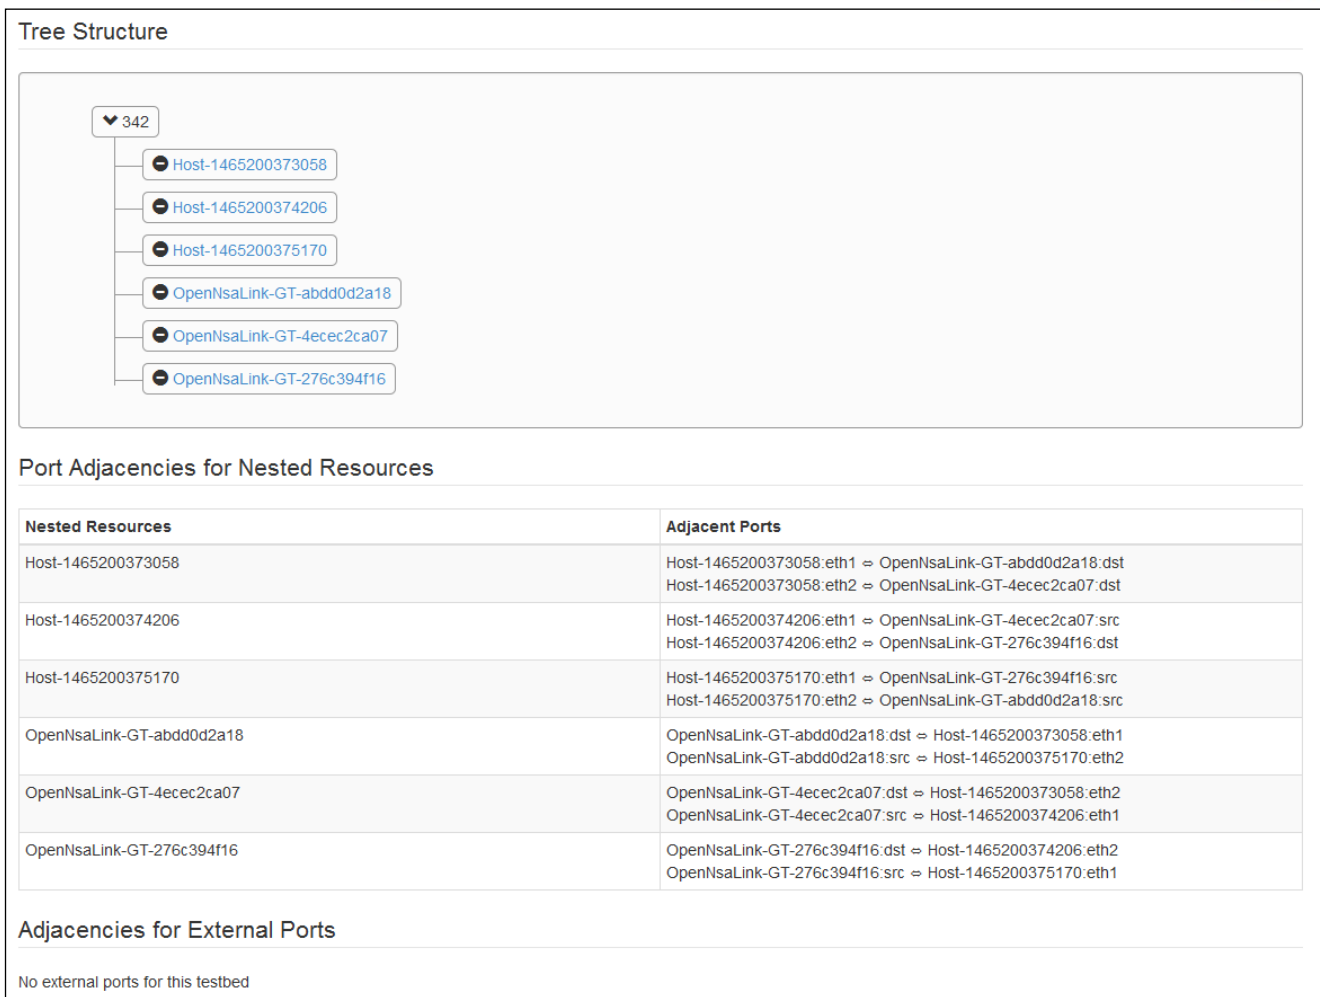 Tree Structure
342
Host-1465200373058
Host-1465200374206
Host-1465200375170
OpenNsaLink-GT-abdd0d2a18
OpenNsaLink-GT-4ecec2ca07
OpenNsaLink-GT-276c394f16
Port Adjacencies for Nested Resources
Nested Resources Adjacent Ports
Host-1465200373058 Host-1465200373058:eth1 ⇔ OpenNsaLink-GT-abdd0d2a18:dst
Host-1465200373058:eth2 ⇔ OpenNsaLink-GT-4ecec2ca07:dst
Host-1465200374206 Host-1465200374206:eth1 ⇔ OpenNsaLink-GT-4ecec2ca07:src
Host-1465200374206:eth2 ⇔ OpenNsaLink-GT-276c394f16:dst
Host-1465200375170 Host-1465200375170:eth1 ⇔ OpenNsaLink-GT-276c394f16:src
Host-1465200375170:eth2 ⇔ OpenNsaLink-GT-abdd0d2a18:src
OpenNsaLink-GT-abdd0d2a18 OpenNsaLink-GT-abdd0d2a18:dst ⇔ Host-1465200373058:eth1
OpenNsaLink-GT-abdd0d2a18:src ⇔ Host-1465200375170:eth2
OpenNsaLink-GT-4ecec2ca07 OpenNsaLink-GT-4ecec2ca07:dst ⇔ Host-1465200373058:eth2
OpenNsaLink-GT-4ecec2ca07:src ⇔ Host-1465200374206:eth1
OpenNsaLink-GT-276c394f16 OpenNsaLink-GT-276c394f16:dst ⇔ Host-1465200374206:eth2
OpenNsaLink-GT-276c394f16:src ⇔ Host-1465200375170:eth1
Adjacencies for External Ports
No external ports for this testbed